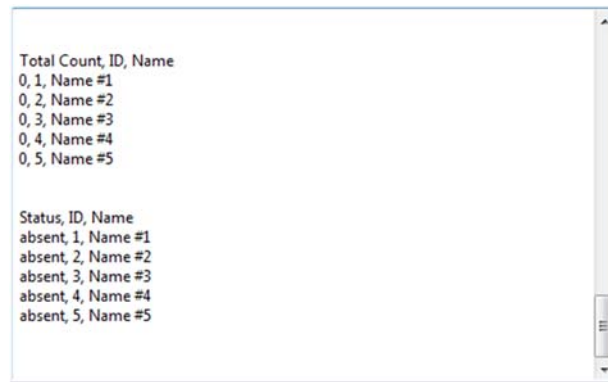 Total Count, ID, Name
0, 1, Name #1
0, 2, Name #2
0, 3, Name #3
0, 4, Name #4
0, 5, Name #5
Status, ID, Name
absent, 1, Name #1
absent, 2, Name #2
absent, 3, Name #3
absent, 4, Name #4
absent, 5, Name #5